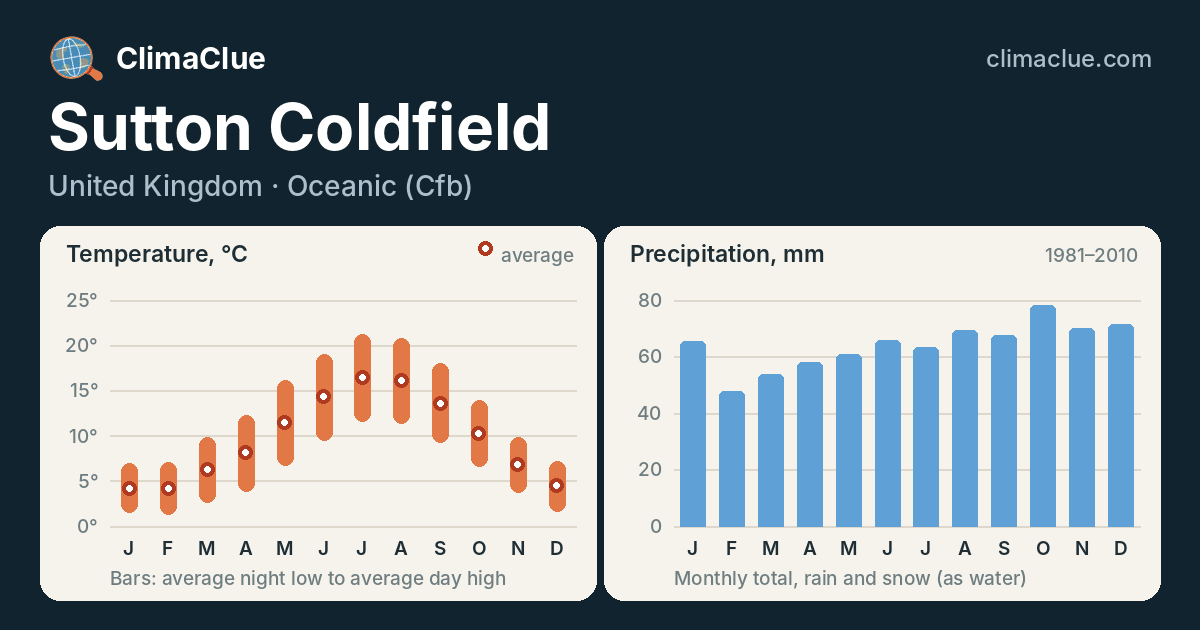 ClimaClue
climaclue.com
Sutton Coldfield
United Kingdom · Oceanic (Cfb)
Temperature, °C
average
25°
20°
15°
10°
5°
0°
J F M A M J J A S O N D
Bars: average night low to average day high
Precipitation, mm
1981–2010
80
60
40
20
0
J F M A M J J A S O N D
Monthly total, rain and snow (as water)